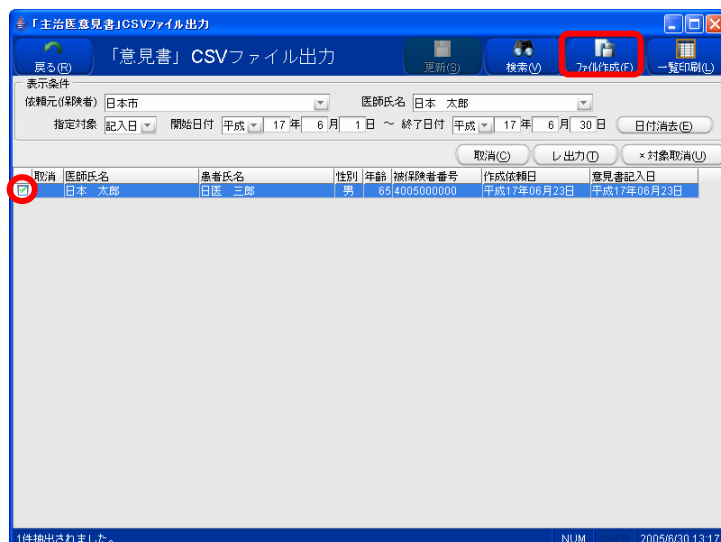 「主治医意見書」CSVファイル出力
戻る(R) 「意見書」 CSVファイル出力 更新(S) 検索(V) ファイル作成(F) 一覧印刷(L)
表示条件
依頼元(保険者) 日本市 医師氏名 日本 太郎
指定対象 記入日 開始日付 平成 17 年 6 月 1 日 ～ 終了日付 平成 17 年 6 月 30 日 日付消去(E)
取消(C) レ出力(T) ×対象取消(U)
取消 医師氏名 患者氏名 性別 年齢 被保険者番号 作成依頼日 意見書記入日
日本 太郎 日医 三郎 男 65 4005000000 平成17年06月23日 平成17年06月23日
1件抽出されました。 NUM CAPS 2005/6/30 13:17